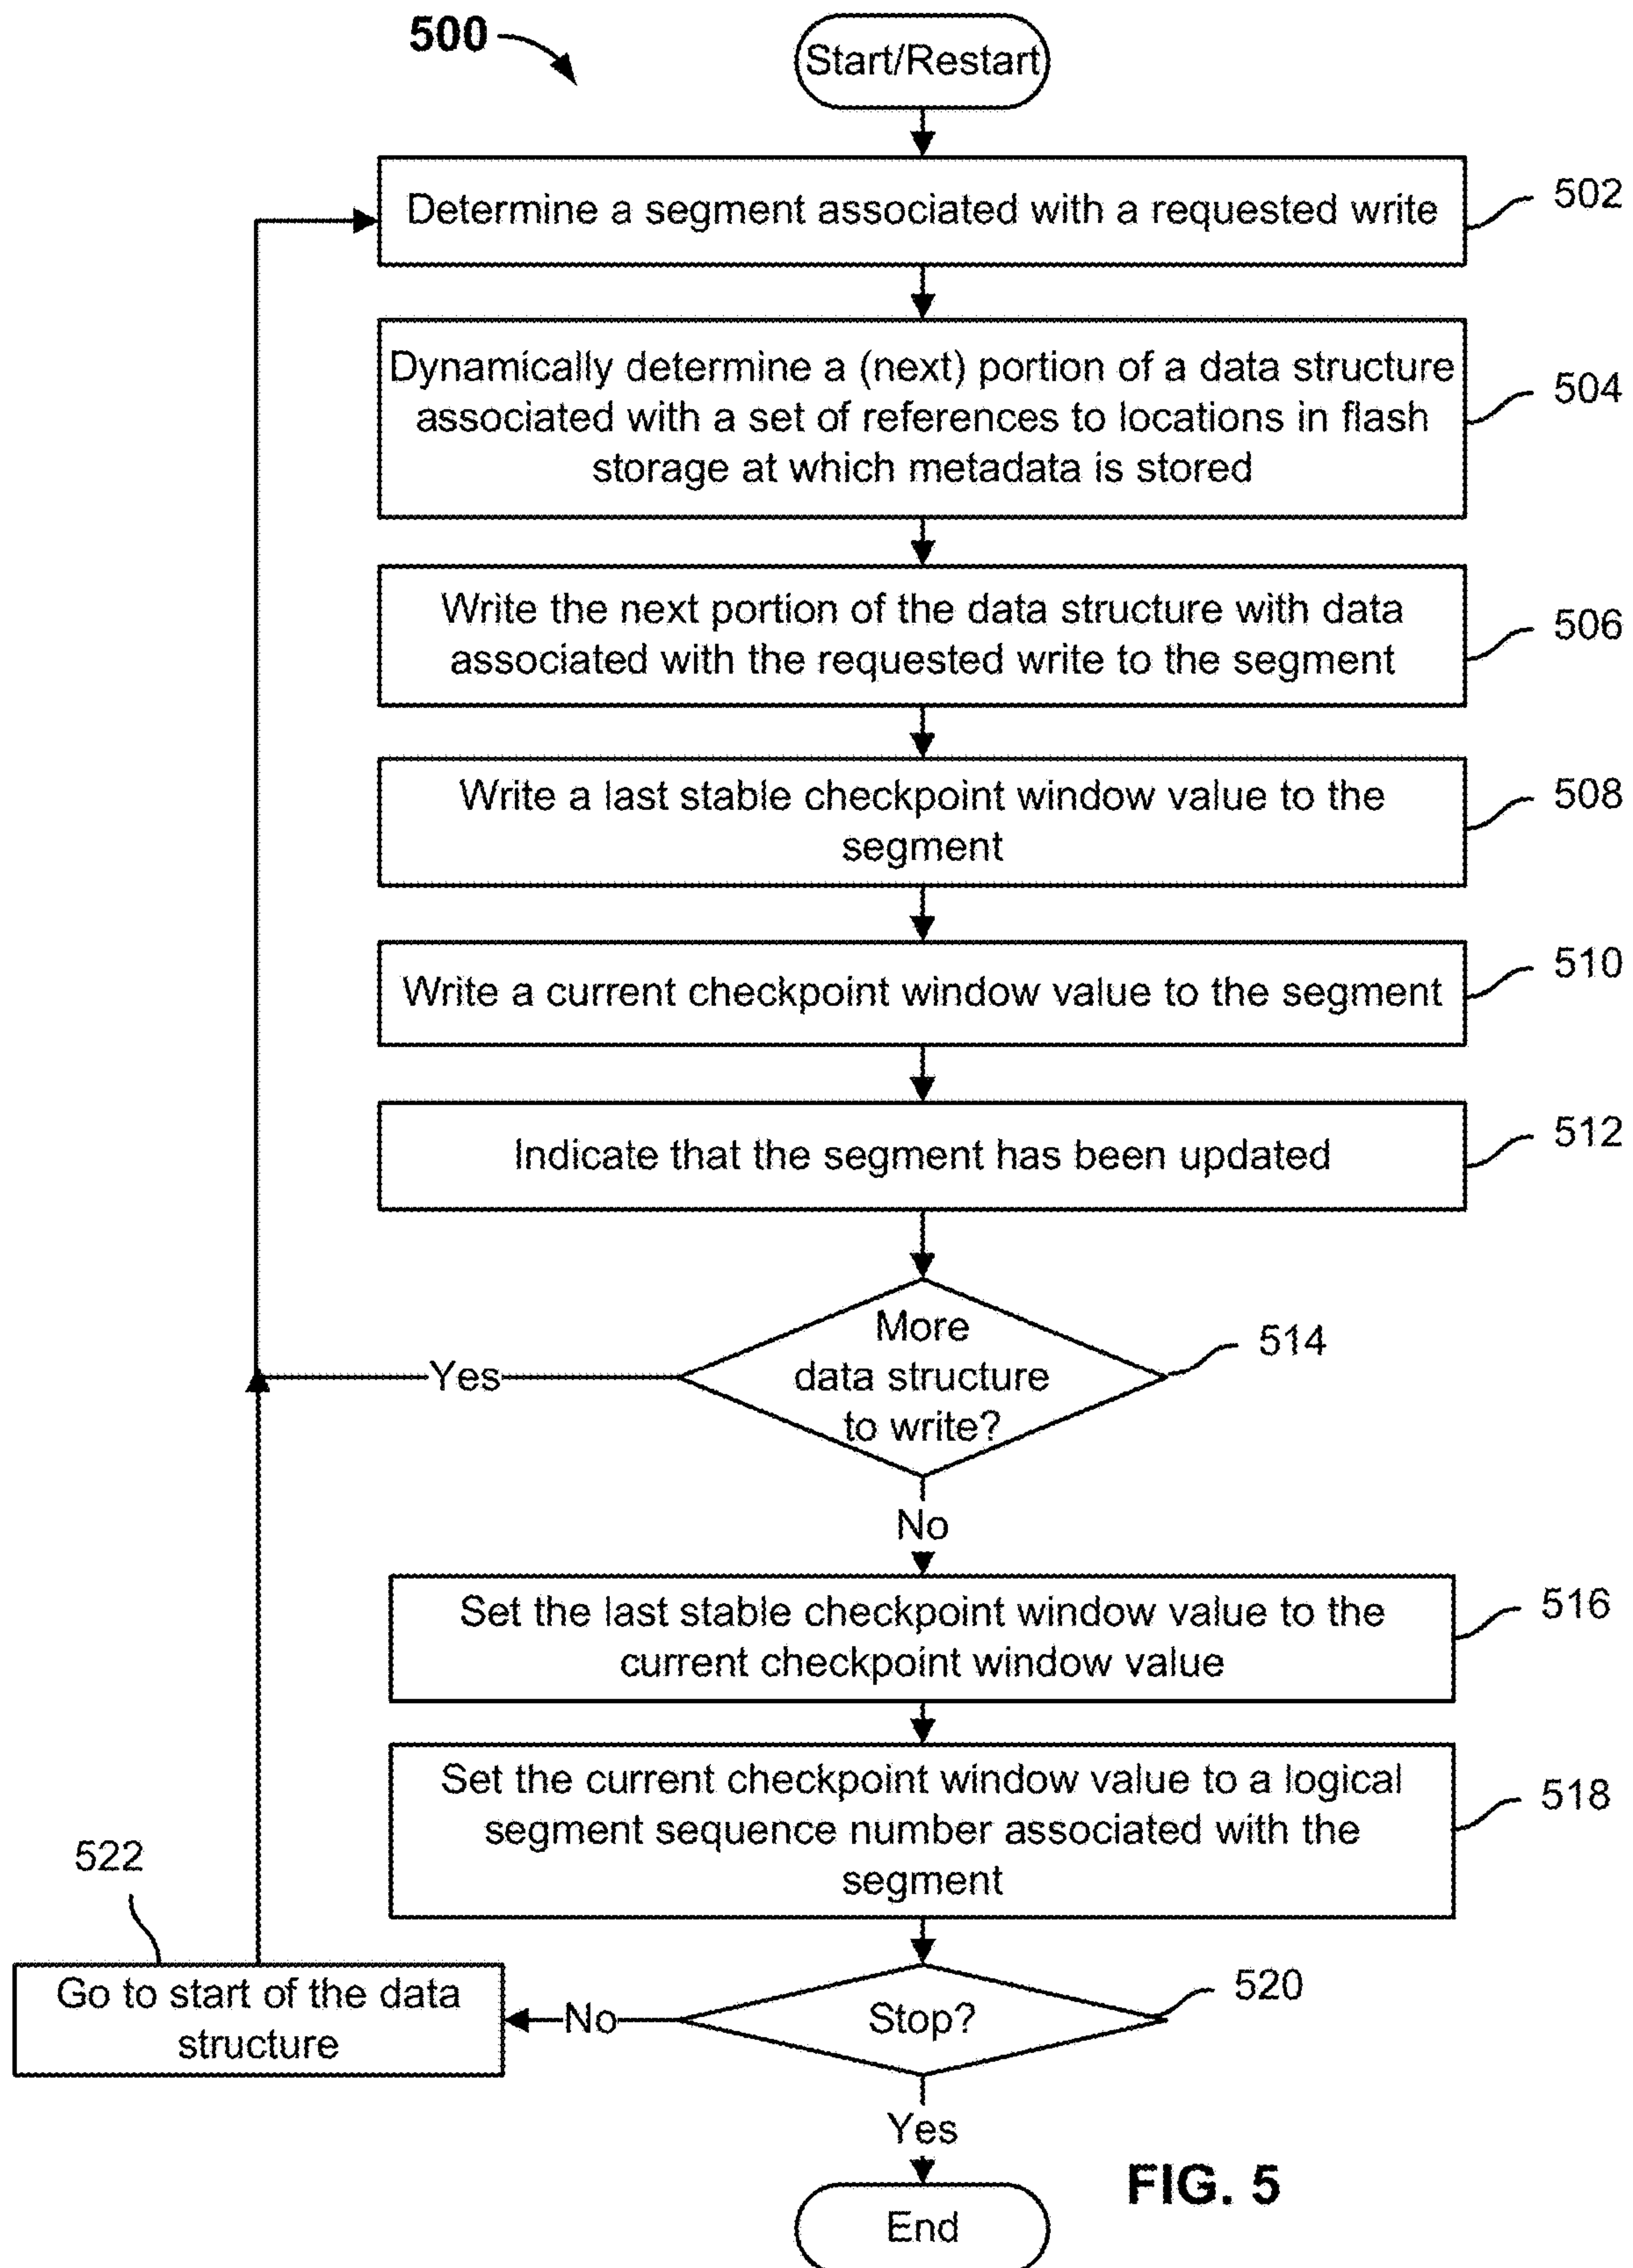 500
Start/Restart
Determine a segment associated with a requested write
502
Dynamically determine a (next) portion of a data structure
associated with a set of references to locations in flash
storage at which metadata is stored
504
Write the next portion of the data structure with data
associated with the requested write to the segment
506
Write a last stable checkpoint window value to the
segment
508
Write a current checkpoint window value to the segment
510
Indicate that the segment has been updated
512
More
data structure
to write?
514
Yes
No
Set the last stable checkpoint window value to the
current checkpoint window value
516
Set the current checkpoint window value to a logical
segment sequence number associated with the
segment
518
522
Go to start of the data
structure
No
Stop?
520
Yes
End
FIG. 5